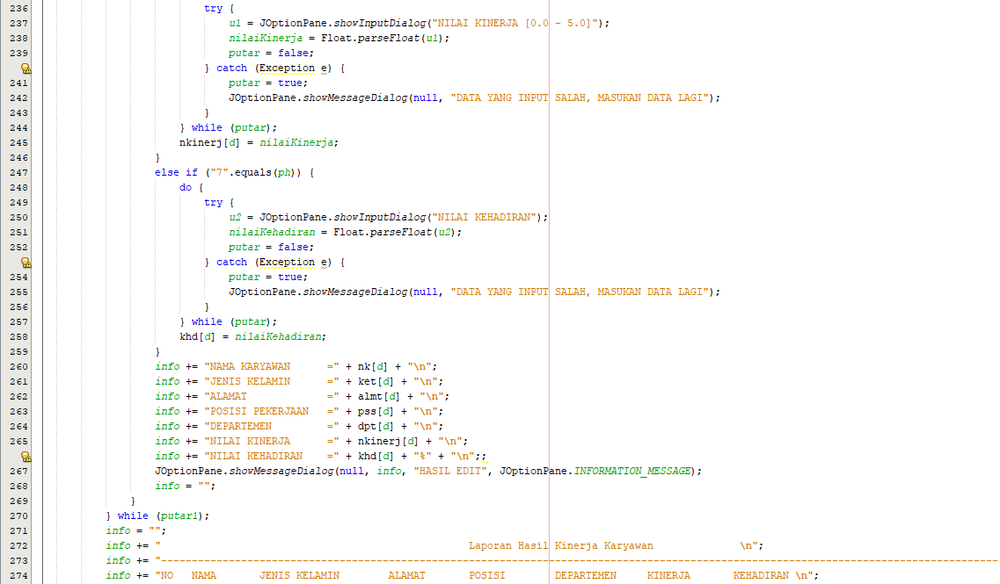 236 try {
237 u1 = JOptionPane.showInputDialog("NILAI KINERJA [0.0 - 5.0]");
238 nilaiKinerja = Float.parseFloat(u1);
239 putar = false;
} catch (Exception e) {
241 putar = true;
242 JOptionPane.showMessageDialog(null, "DATA YANG INPUT SALAH, MASUKAN DATA LAGI");
243 }
244 } while (putar);
245 nkinerj[d] = nilaiKinerja;
246 }
247 else if ("7".equals(ph)) {
248 do {
249 try {
250 u2 = JOptionPane.showInputDialog("NILAI KEHADIRAN");
251 nilaiKehadiran = Float.parseFloat(u2);
252 putar = false;
} catch (Exception e) {
254 putar = true;
255 JOptionPane.showMessageDialog(null, "DATA YANG INPUT SALAH, MASUKAN DATA LAGI");
256 }
257 } while (putar);
258 khd[d] = nilaiKehadiran;
259 }
260 info += "NAMA KARYAWAN      =" + nk[d] + "\n";
261 info += "JENIS KELAMIN      =" + ket[d] + "\n";
262 info += "ALAMAT             =" + almt[d] + "\n";
263 info += "POSISI PEKERJAAN   =" + pss[d] + "\n";
264 info += "DEPARTEMEN         =" + dpt[d] + "\n";
265 info += "NILAI KINERJA      =" + nkinerj[d] + "\n";
info += "NILAI KEHADIRAN    =" + khd[d] + "%" + "\n";;
267 JOptionPane.showMessageDialog(null, info, "HASIL EDIT", JOptionPane.INFORMATION_MESSAGE);
268 info = "";
269 }
270 } while (putar1);
271 info = "";
272 info += "                                                  Laporan Hasil Kinerja Karyawan              \n";
273 info += "----------------------------------------------------------------------------------------------------------------------------------------
274 info += "NO   NAMA       JENIS KELAMIN        ALAMAT       POSISI        DEPARTEMEN     KINERJA       KEHADIRAN \n";